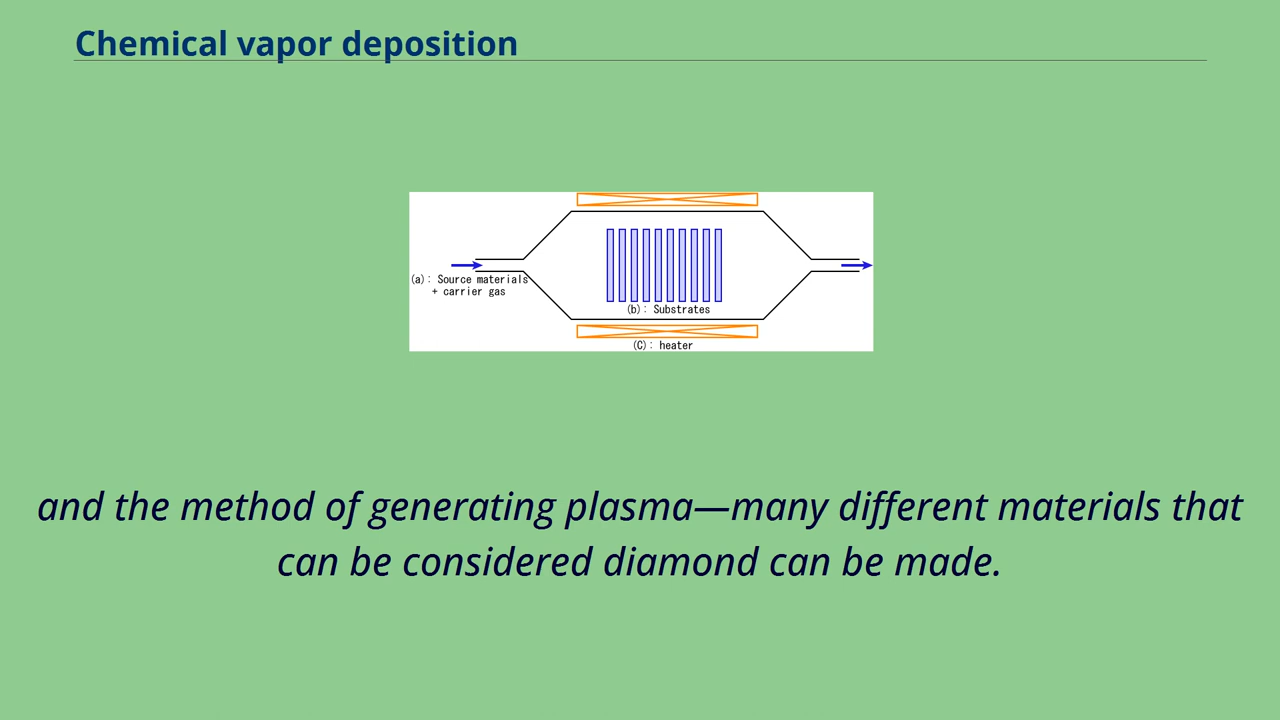 Chemical vapor deposition
(a): Source materials
+ carrier gas
(b): Substrates
(C): heater
and the method of generating plasma—many different materials that
can be considered diamond can be made.